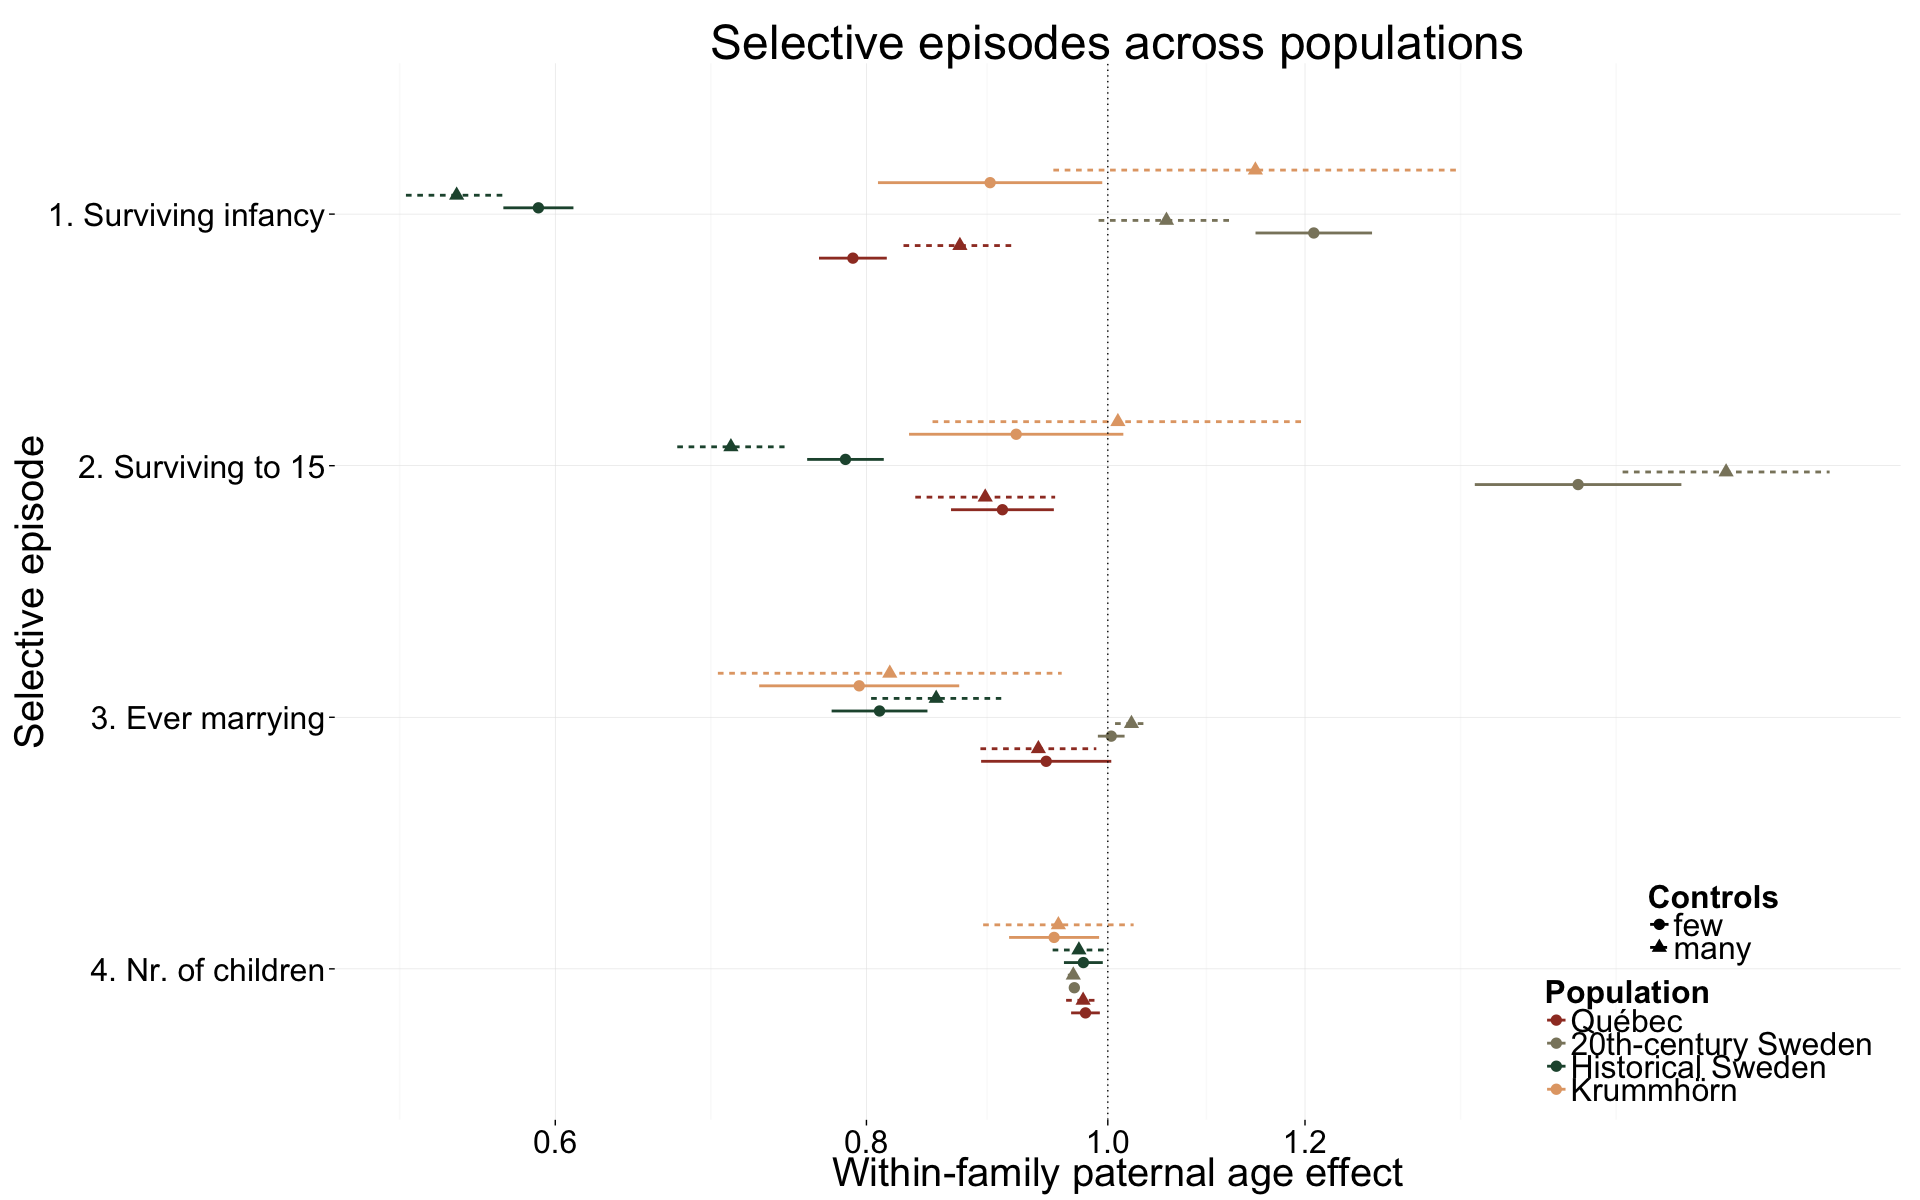 Selective episodes across populations
Selective episode
1. Surviving infancy
2. Surviving to 15
3. Ever marrying
4. Nr. of children
Controls
few
many
Population
Québec
20th-century Sweden
Historical Sweden
Krummhörn
0.6 0.8 1.0 1.2
Within-family paternal age effect